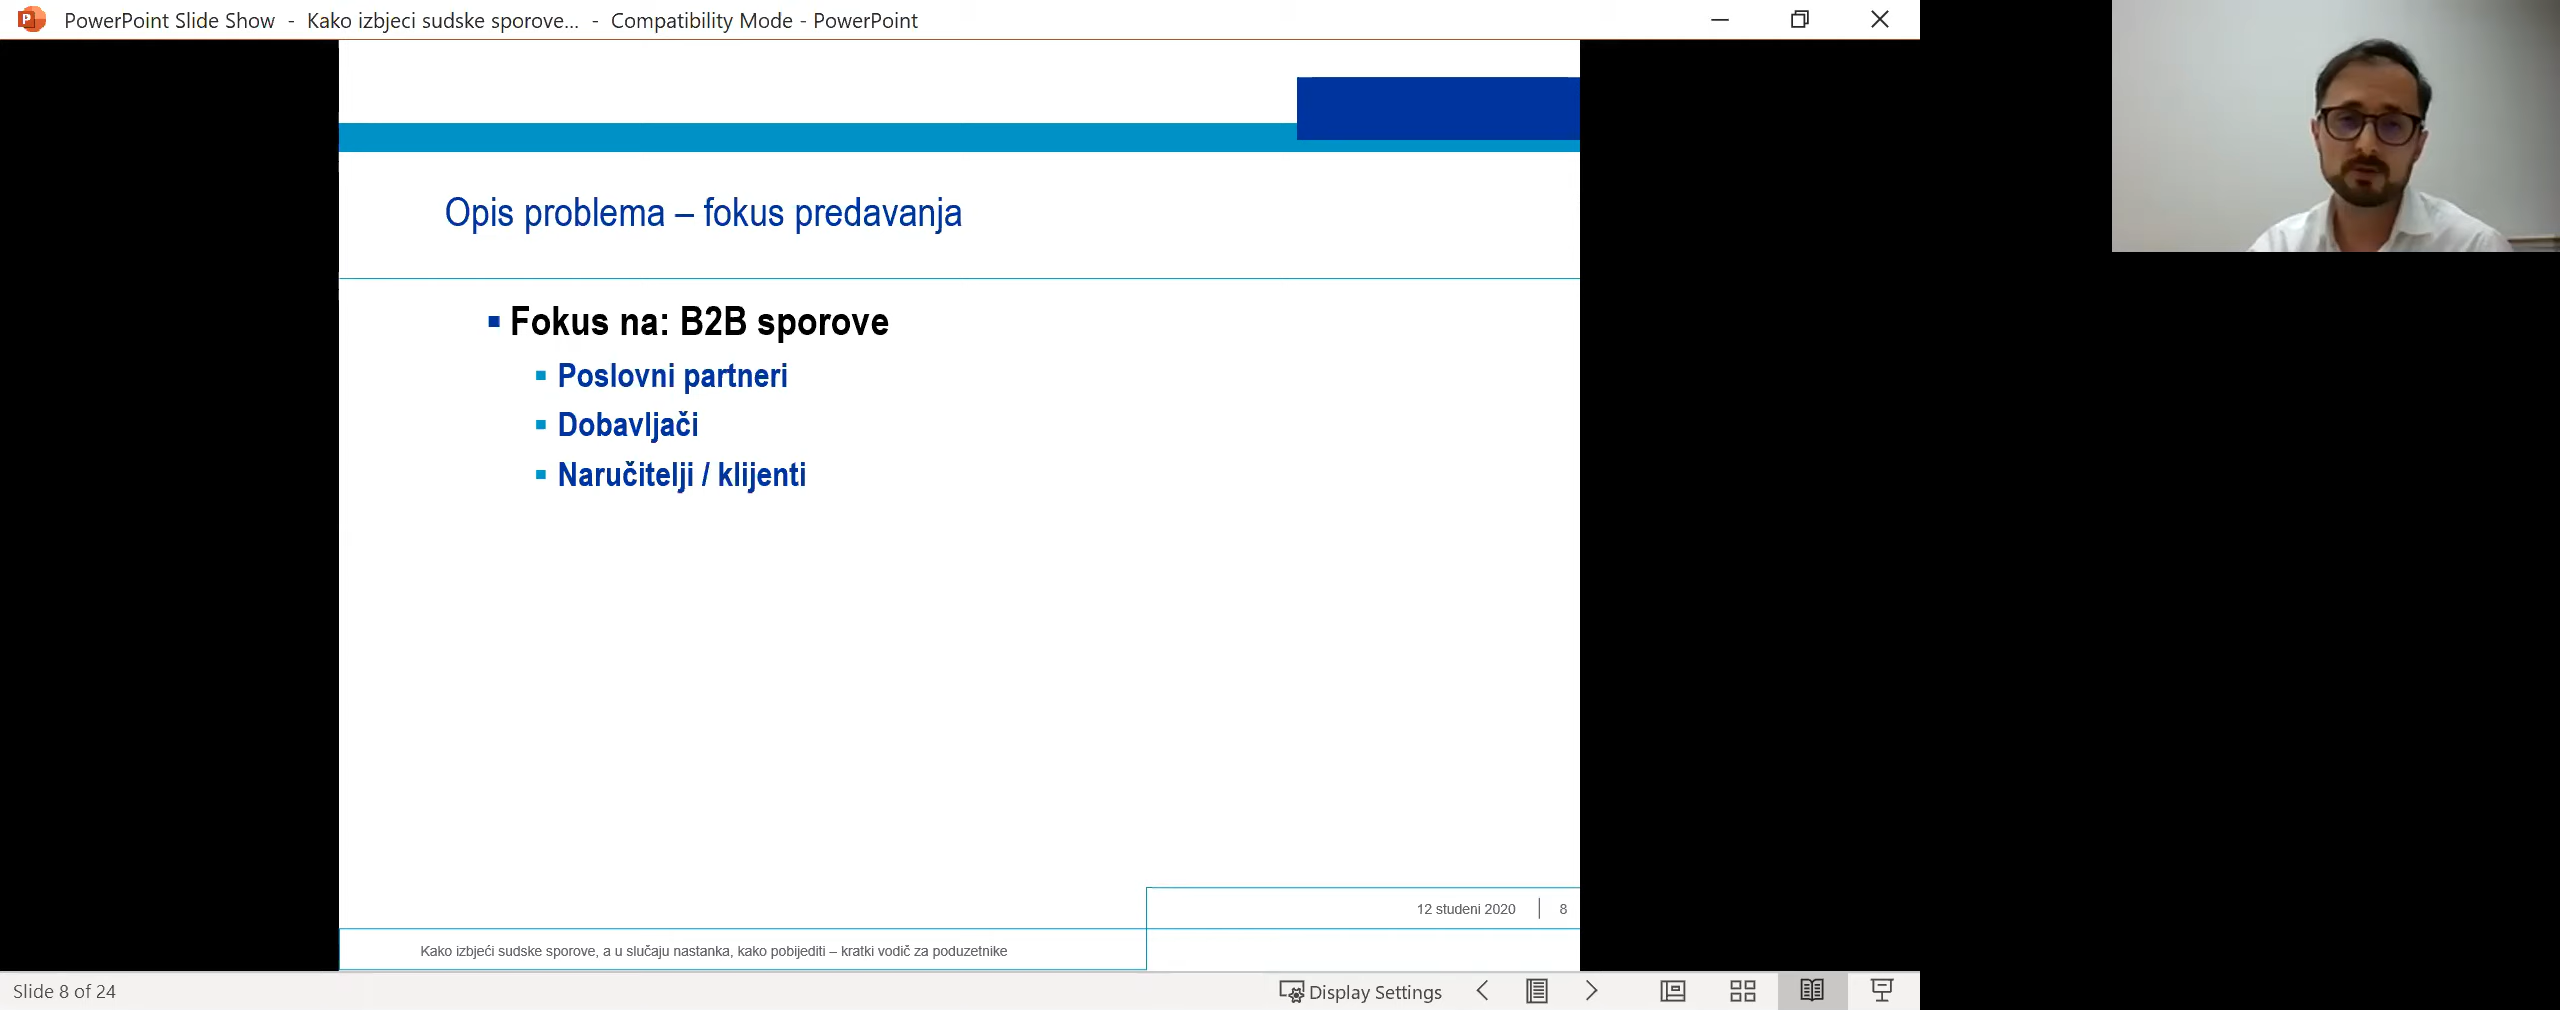 PowerPoint Slide Show - Kako izbjeci sudske sporove... - Compatibility Mode - PowerPoint
Opis problema – fokus predavanja
Fokus na: B2B sporove
Poslovni partneri
Dobavljači
Naručitelji / klijenti
12 studeni 2020
8
Kako izbjeći sudske sporove, a u slučaju nastanka, kako pobijediti – kratki vodič za poduzetnike
Slide 8 of 24
Display Settings